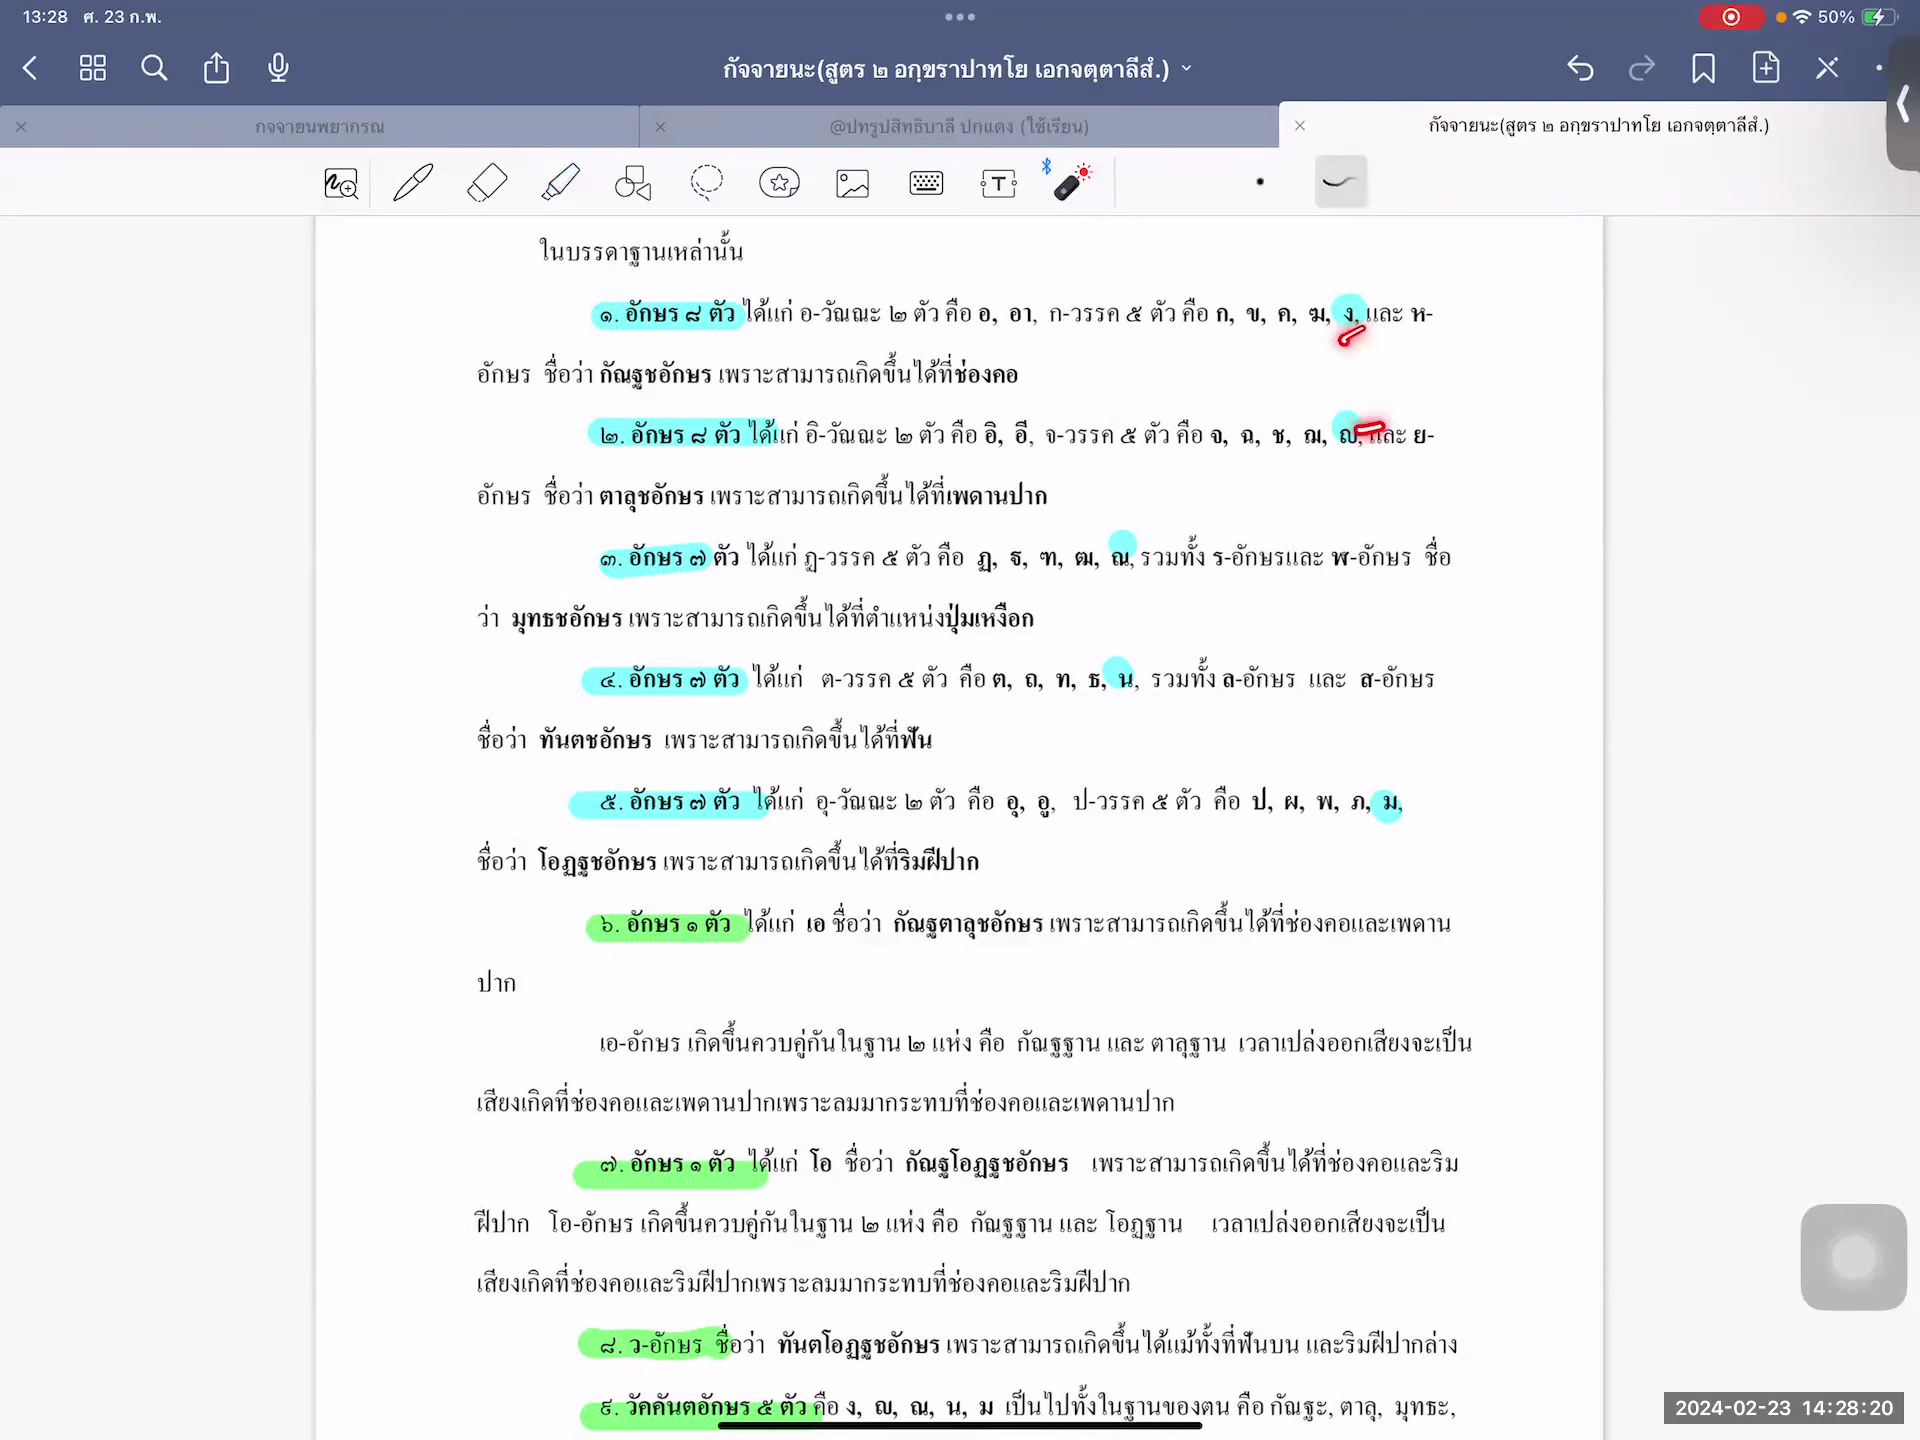 13:28 ศ. 23 ก.พ.
50%
กัจจายนะ(สูตร ๒ อกฺขราปาทโย เอกจตฺตาลีสํ.)
กจจายนพยากรณ
@ปทรูปสิทธิบาลี ปกแดง (ใช้เรียน)
กัจจายนะ(สูตร ๒ อกฺขราปาทโย เอกจตฺตาลีสํ.)
ในบรรดาฐานเหล่านั้น
๑. อักษร ๘ ตัว ได้แก่ อ-วัณณะ ๒ ตัว คือ อ, อา, ก-วรรค ๕ ตัว คือ ก, ข, ค, ฆ, ง, และ ห-
อักษร ชื่อว่า กัณฐชอักษร เพราะสามารถเกิดขึ้นได้ที่ช่องคอ
๒. อักษร ๘ ตัว ได้แก่ อิ-วัณณะ ๒ ตัว คือ อิ, อี, จ-วรรค ๕ ตัว คือ จ, ฉ, ช, ฌ, ญ, และ ย-
อักษร ชื่อว่า ตาลุชอักษร เพราะสามารถเกิดขึ้นได้ที่เพดานปาก
๓. อักษร ๗ ตัว ได้แก่ ฏ-วรรค ๕ ตัว คือ ฏ, ฐ, ฑ, ฒ, ณ, รวมทั้ง ร-อักษรและ ฬ-อักษร ชื่อ
ว่า มุทธชอักษร เพราะสามารถเกิดขึ้นได้ที่ตำแหน่งปุ่มเหงือก
๔. อักษร ๗ ตัว ได้แก่ ต-วรรค ๕ ตัว คือ ต, ถ, ท, ธ, น, รวมทั้ง ล-อักษร และ ส-อักษร
ชื่อว่า ทันตชอักษร เพราะสามารถเกิดขึ้นได้ที่ฟัน
๕. อักษร ๗ ตัว ได้แก่ อุ-วัณณะ ๒ ตัว คือ อุ, อู, ป-วรรค ๕ ตัว คือ ป, ผ, พ, ภ, ม,
ชื่อว่า โอฏฐชอักษร เพราะสามารถเกิดขึ้นได้ที่ริมฝีปาก
๖. อักษร ๑ ตัว ได้แก่ เอ ชื่อว่า กัณฐตาลุชอักษร เพราะสามารถเกิดขึ้นได้ที่ช่องคอและเพดาน
ปาก
เอ-อักษร เกิดขึ้นควบคู่กันในฐาน ๒ แห่ง คือ กัณฐฐาน และ ตาลุฐาน เวลาเปล่งออกเสียงจะเป็น
เสียงเกิดที่ช่องคอและเพดานปากเพราะลมมากระทบที่ช่องคอและเพดานปาก
๗. อักษร ๑ ตัว ได้แก่ โอ ชื่อว่า กัณฐโอฏฐชอักษร เพราะสามารถเกิดขึ้นได้ที่ช่องคอและริม
ฝีปาก โอ-อักษร เกิดขึ้นควบคู่กันในฐาน ๒ แห่ง คือ กัณฐฐาน และ โอฏฐาน เวลาเปล่งออกเสียงจะเป็น
เสียงเกิดที่ช่องคอและริมฝีปากเพราะลมมากระทบที่ช่องคอและริมฝีปาก
๘. ว-อักษร ชื่อว่า ทันตโอฏฐชอักษร เพราะสามารถเกิดขึ้นได้แม้ทั้งที่ฟันบน และริมฝีปากล่าง
๙. วัคคันตอักษร ๕ ตัว คือ ง, ญ, ณ, น, ม เป็นไปทั้งในฐานของตน คือ กัณฐะ, ตาลุ, มุทธะ,
2024-02-23 14:28:20